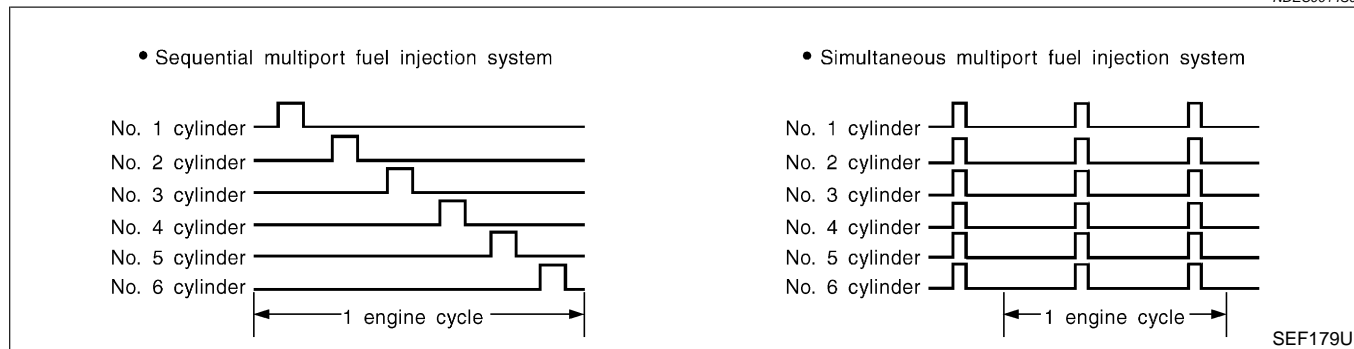 • Sequential multiport fuel injection system
No. 1 cylinder
No. 2 cylinder
No. 3 cylinder
No. 4 cylinder
No. 5 cylinder
No. 6 cylinder
1 engine cycle
• Simultaneous multiport fuel injection system
No. 1 cylinder
No. 2 cylinder
No. 3 cylinder
No. 4 cylinder
No. 5 cylinder
No. 6 cylinder
1 engine cycle
SEF179U